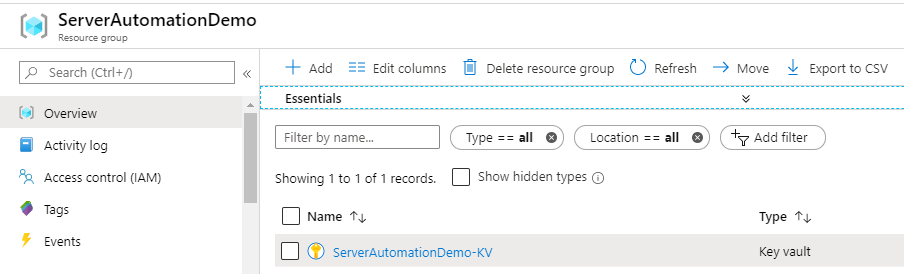 ServerAutomationDemo
Resource group
Search (Ctrl+/)
Overview
Activity log
Access control (IAM)
Tags
Events
Add Edit columns Delete resource group Refresh Move Export to CSV
Essentials
Filter by name... Type == all Location == all Add filter
Showing 1 to 1 of 1 records. Show hidden types
Name Type
ServerAutomationDemo-KV Key vault